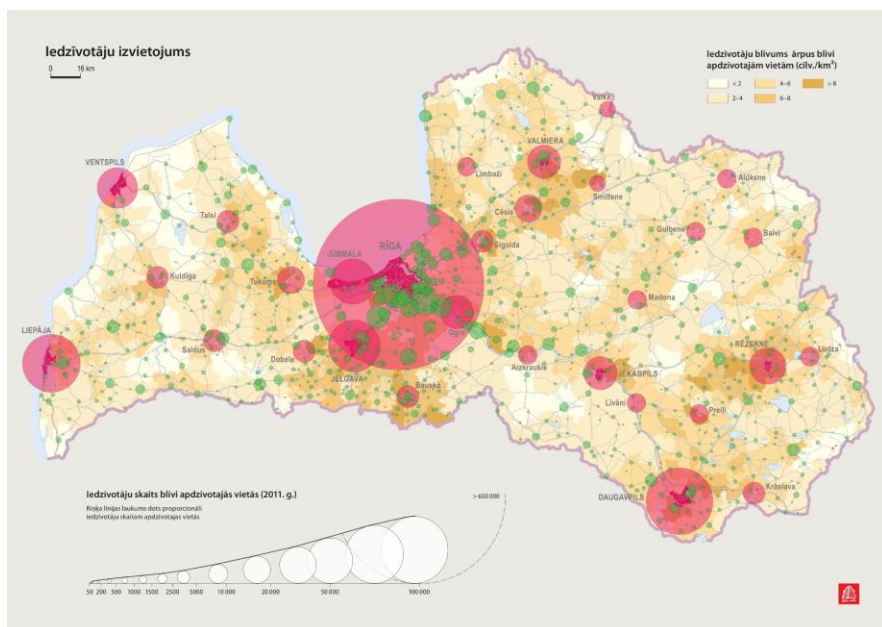 Iedzīvotāju izvietojums
0 16 km
Iedzīvotāju blīvums ārpus blīvi
apdzīvotajām vietām (cilv./km²)
< 2
4–6
> 8
2–4
6–8
Valka
VENTSPILS
VALMIERA
Limbaži
Alūksne
Smiltene
Talsi
Cēsis
Gulbene
Balvi
RĪGA
Sigulda
JŪRMALA
Kuldīga
Tukums
Madona
Ogre
LIEPĀJA
Saldus
RĒZEKNE
Ludza
Dobele
Aizkraukle
JELGAVA
JĒKABPILS
Bauska
Līvāni
Preiļi
DAUGAVPILS
Krāslava
Iedzīvotāju skaits blīvi apdzīvotajās vietās (2011. g.)
> 650 000
Riņķa līnijas laukums dots proporcionāli
iedzīvotāju skaitam apdzīvotajās vietās
50 200 500 1000 1500 2500 5000 10 000 20 000 50 000 100 000